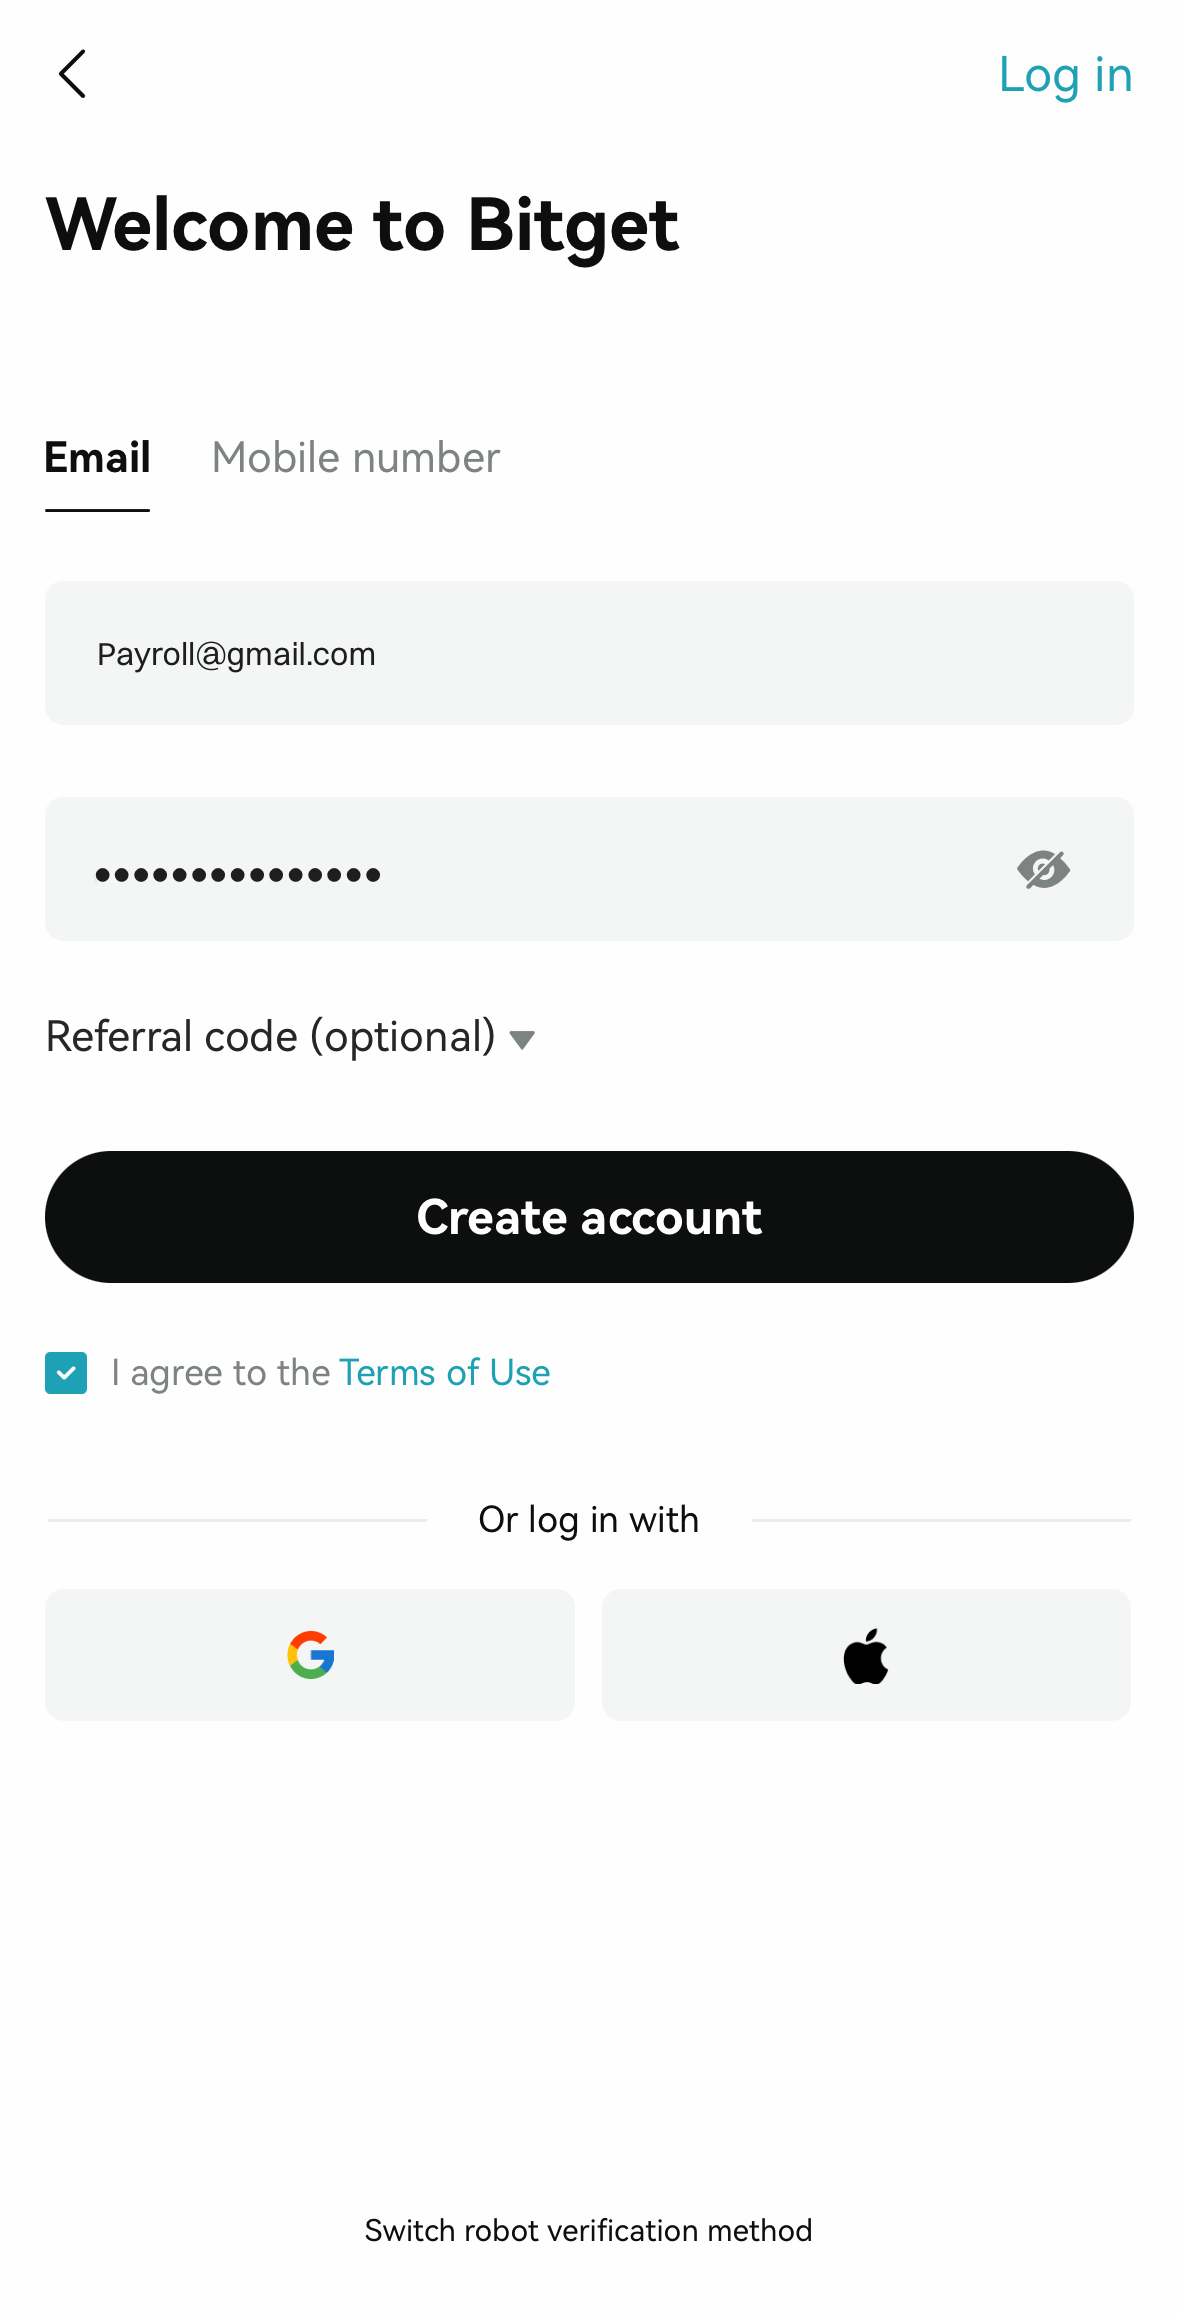 Log in
Welcome to Bitget
Email
Mobile number
Payroll@gmail.com
•••••••••••••••
Referral code (optional)
Create account
I agree to the Terms of Use
Or log in with
Switch robot verification method